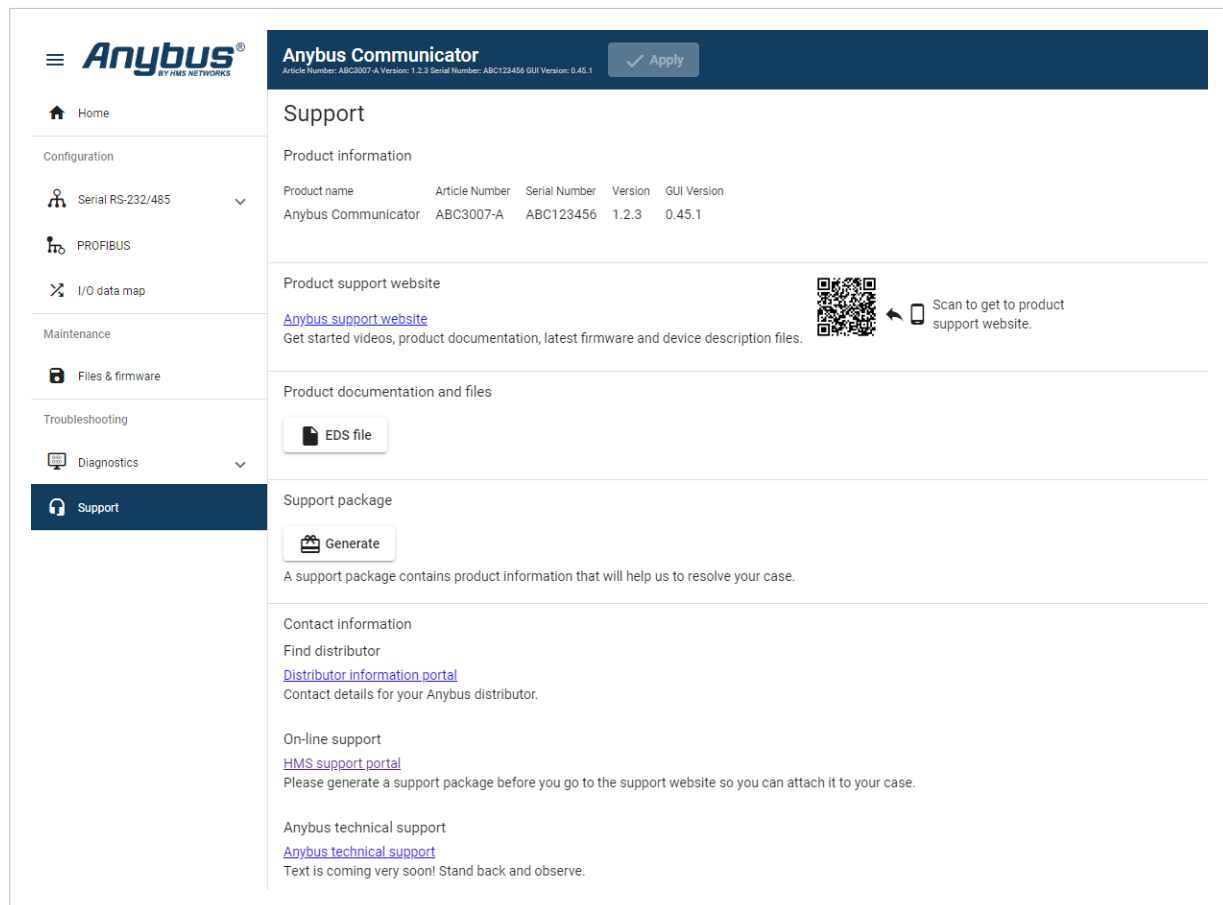 Anybus®
BY HMS NETWORKS
Anybus Communicator
Article Number: ABC3007-A Version: 1.2.3 Serial Number: ABC123456 GUI Version: 0.45.1
Apply
Home
Configuration
Serial RS-232/485
PROFIBUS
I/O data map
Maintenance
Files & firmware
Troubleshooting
Diagnostics
Support
Support
Product information
Product name Article Number Serial Number Version GUI Version
Anybus Communicator ABC3007-A ABC123456 1.2.3 0.45.1
Product support website
Anybus support website
Get started videos, product documentation, latest firmware and device description files.
Scan to get to product
support website.
Product documentation and files
EDS file
Support package
Generate
A support package contains product information that will help us to resolve your case.
Contact information
Find distributor
Distributor information portal
Contact details for your Anybus distributor.
On-line support
HMS support portal
Please generate a support package before you go to the support website so you can attach it to your case.
Anybus technical support
Anybus technical support
Text is coming very soon! Stand back and observe.